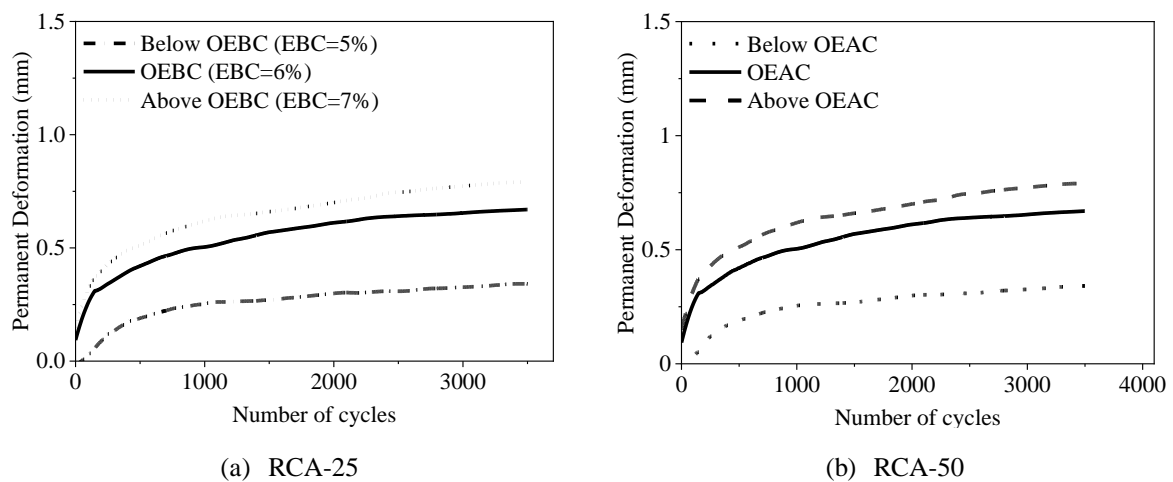 1.5
1.0
0.5
0.0
Permanent Deformation (mm)
Below OEBC (EBC=5%)
OEBC (EBC=6%)
Above OEBC (EBC=7%)
0 1000 2000 3000
Number of cycles
(a) RCA-25
1.5
1
0.5
0
Permanent Deformation (mm)
Below OEAC
OEAC
Above OEAC
0 1000 2000 3000 4000
Number of cycles
(b) RCA-50